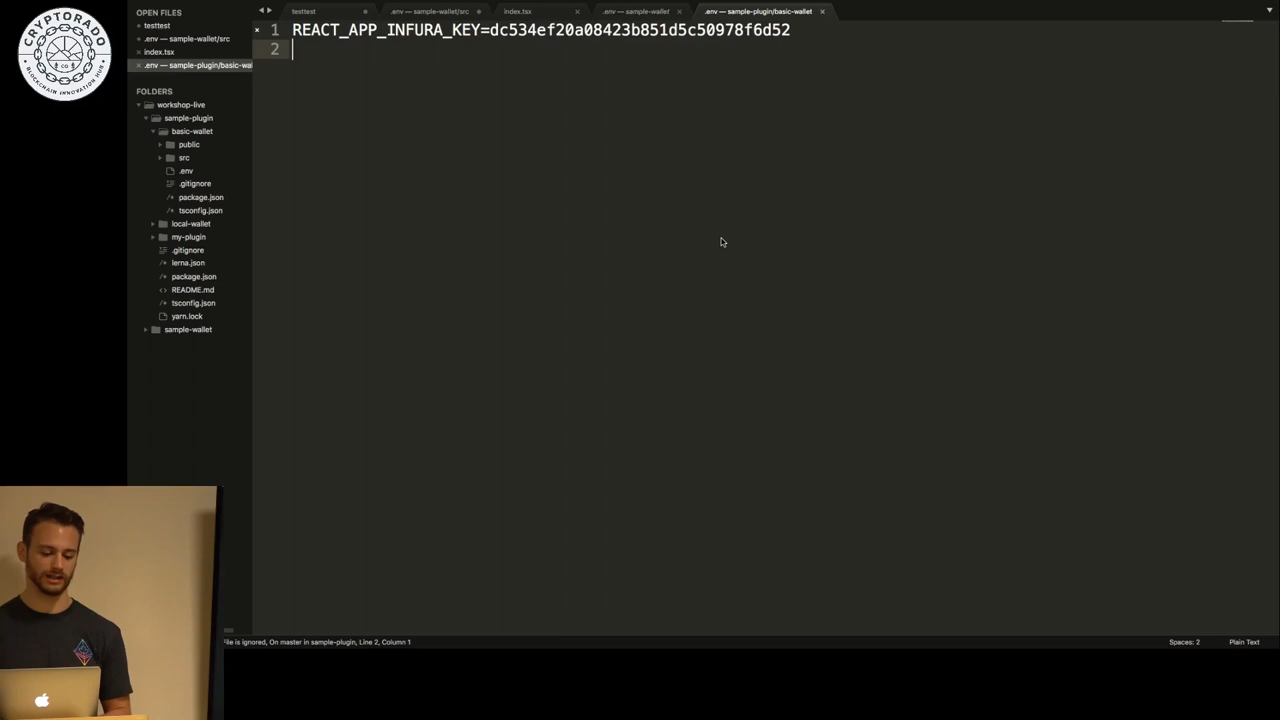 CRYPTORADO
CO
BLOCKCHAIN INNOVATION HUB
OPEN FILES
testtest
.env — sample-wallet/src
index.tsx
.env — sample-plugin/basic-wal
FOLDERS
workshop-live
sample-plugin
basic-wallet
public
src
.env
.gitignore
package.json
tsconfig.json
local-wallet
my-plugin
.gitignore
lerna.json
package.json
README.md
tsconfig.json
yarn.lock
sample-wallet
testtest
.env — sample-wallet/src
index.tsx
.env — sample-wallet
.env — sample-plugin/basic-wallet
1 REACT_APP_INFURA_KEY=dc534ef20a08423b851d5c50978f6d52
2
File is ignored, On master in sample-plugin, Line 2, Column 1
Spaces: 2
Plain Text